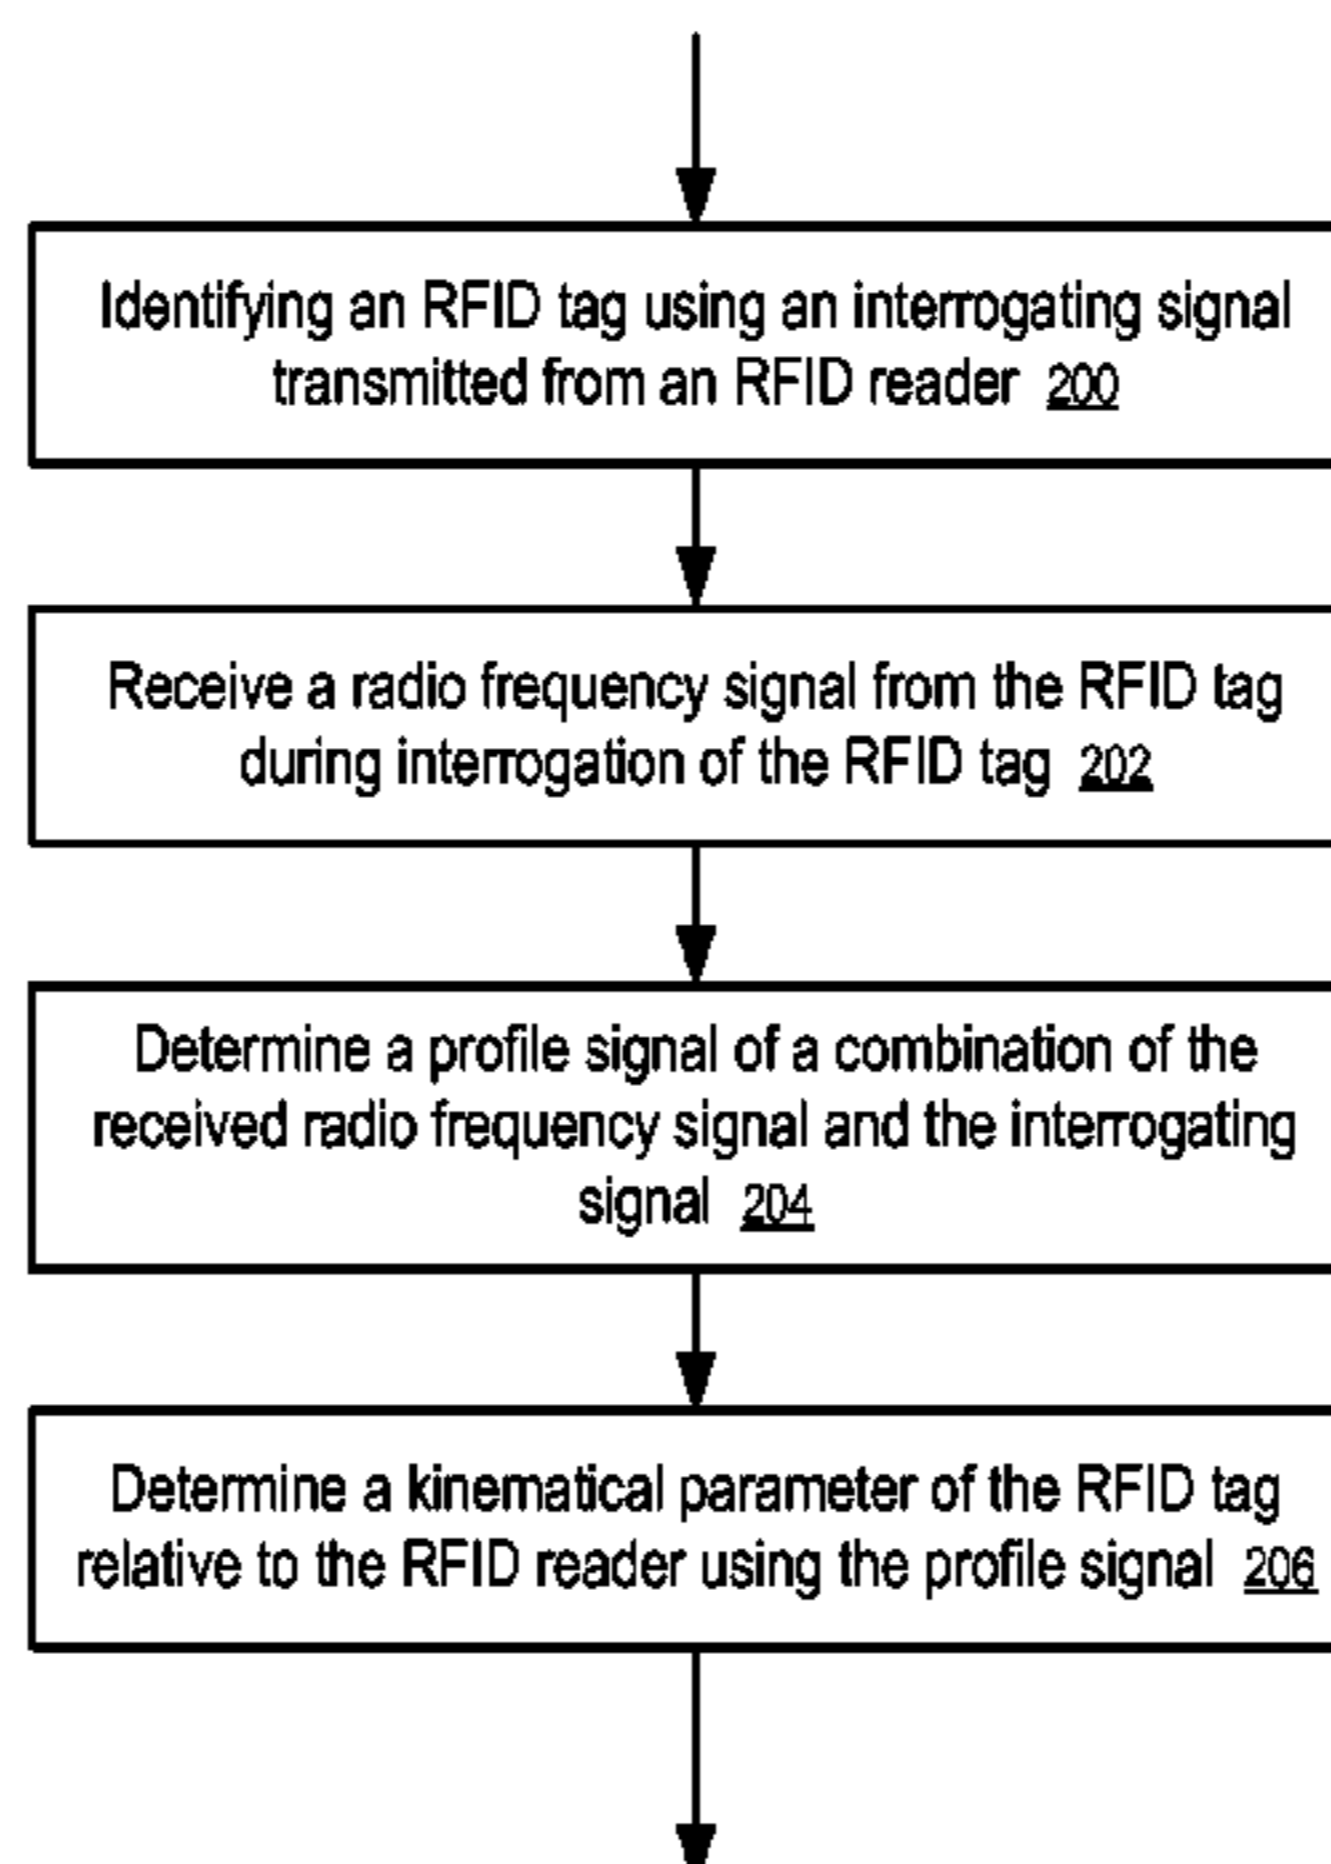 Identifying an RFID tag using an interrogating signal
transmitted from an RFID reader 200
Receive a radio frequency signal from the RFID tag
during interrogation of the RFID tag 202
Determine a profile signal of a combination of the
received radio frequency signal and the interrogating
signal 204
Determine a kinematical parameter of the RFID tag
relative to the RFID reader using the profile signal 206